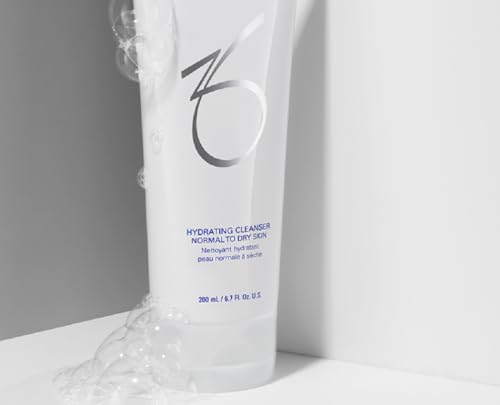 ZO
HYDRATING CLEANSER
NORMAL TO DRY SKIN
Nettoyant hydratant
peau normale à sèche
200 mL / 6.7 Fl. Oz. U.S.